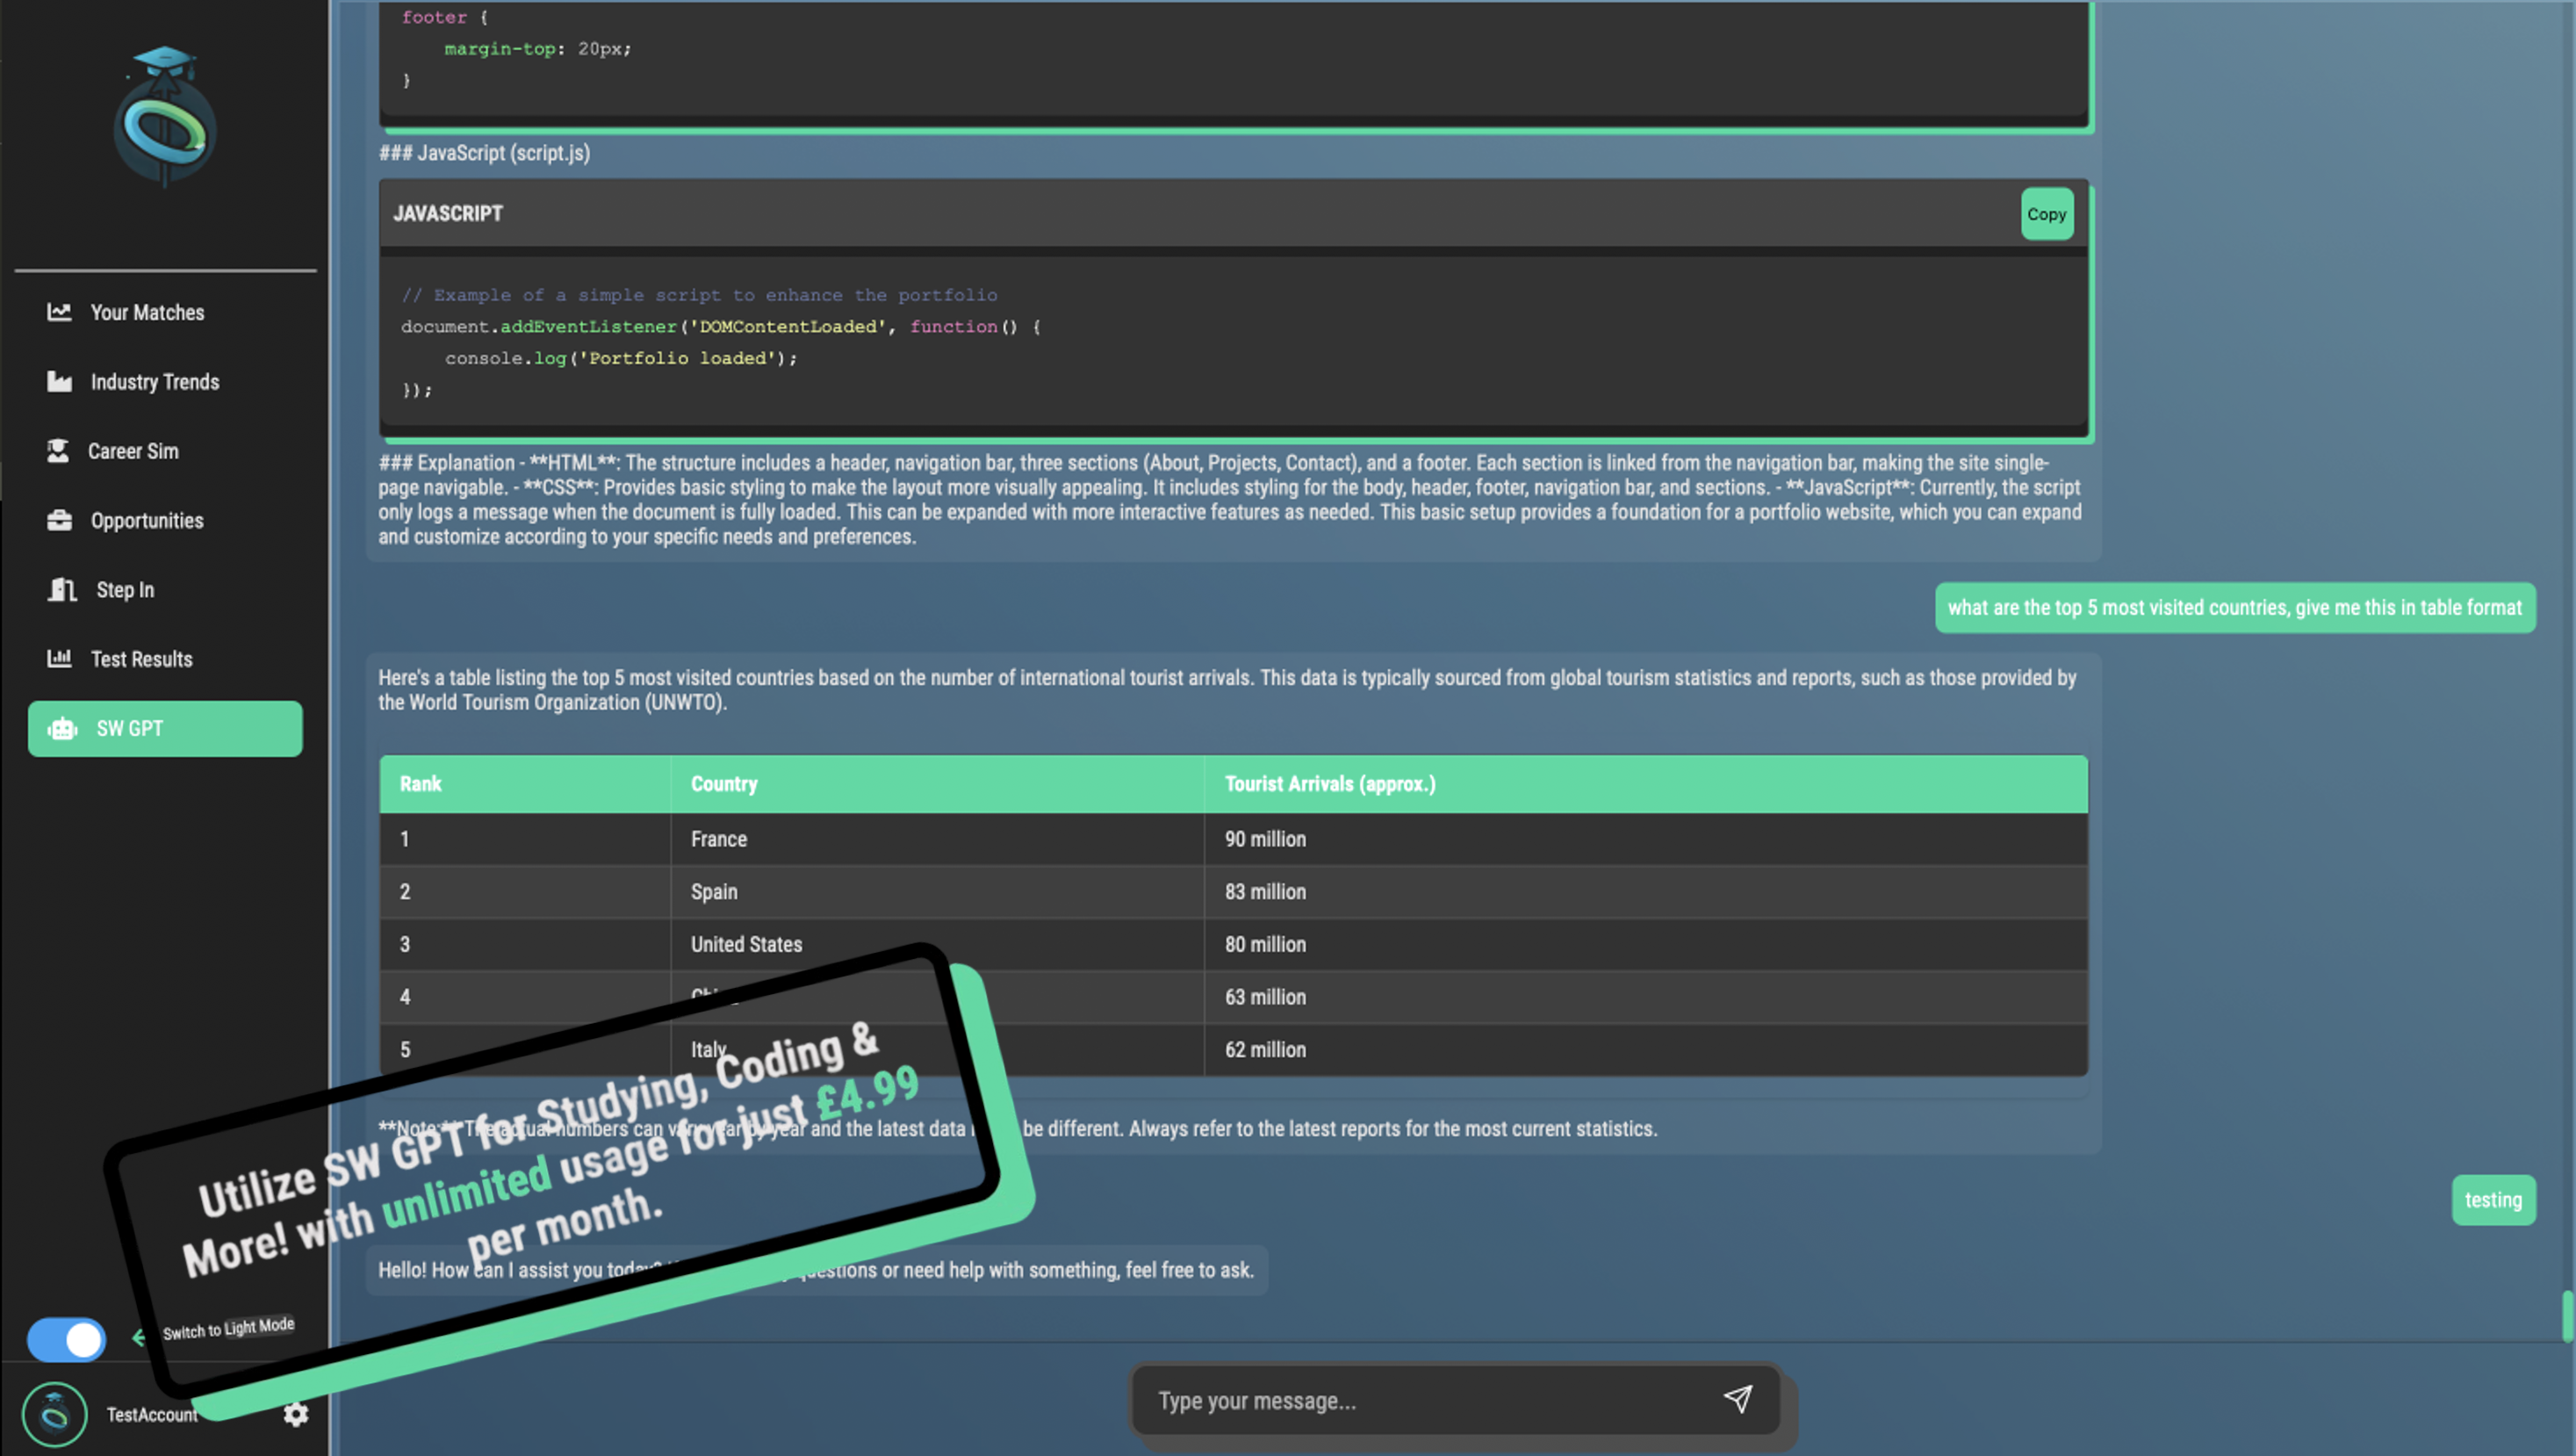 footer {
margin-top: 20px;
}
### JavaScript (script.js)
JAVASCRIPT
Copy
// Example of a simple script to enhance the portfolio
document.addEventListener('DOMContentLoaded', function() {
console.log('Portfolio loaded');
});
### Explanation - **HTML**: The structure includes a header, navigation bar, three sections (About, Projects, Contact), and a footer. Each section is linked from the navigation bar, making the site single-
page navigable. - **CSS**: Provides basic styling to make the layout more visually appealing. It includes styling for the body, header, footer, navigation bar, and sections. - **JavaScript**: Currently, the script
only logs a message when the document is fully loaded. This can be expanded with more interactive features as needed. This basic setup provides a foundation for a portfolio website, which you can expand
and customize according to your specific needs and preferences.
Your Matches
Industry Trends
Career Sim
Opportunities
Step In
Test Results
SW GPT
what are the top 5 most visited countries, give me this in table format
Here's a table listing the top 5 most visited countries based on the number of international tourist arrivals. This data is typically sourced from global tourism statistics and reports, such as those provided by
the World Tourism Organization (UNWTO).
Rank Country Tourist Arrivals (approx.)
1 France 90 million
2 Spain 83 million
3 United States 80 million
4 63 million
5 Italy 62 million
**Note:** The actual numbers can vary year by year and the latest data be different. Always refer to the latest reports for the most current statistics.
testing
Hello! How can I assist you today? questions or need help with something, feel free to ask.
Utilize SW GPT for Studying, Coding &
More! with unlimited usage for just £4.99
per month.
Switch to Light Mode
TestAccount
Type your message...